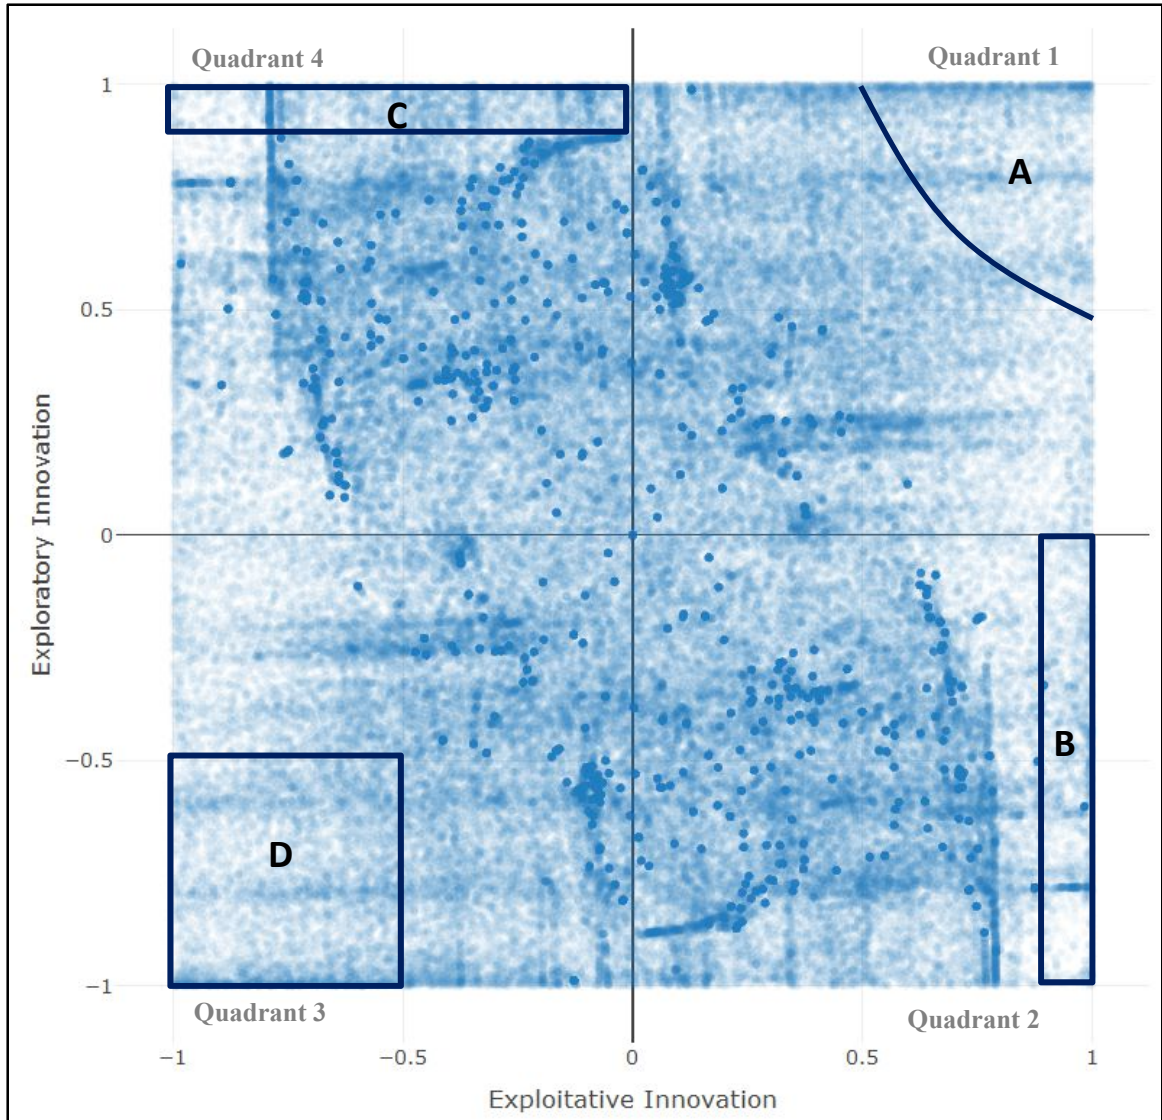 Quadrant 4
Quadrant 1
1
C
A
0.5
Exploratory Innovation
0
B
−0.5
D
−1
Quadrant 3
Quadrant 2
−1
−0.5
0
0.5
1
Exploitative Innovation